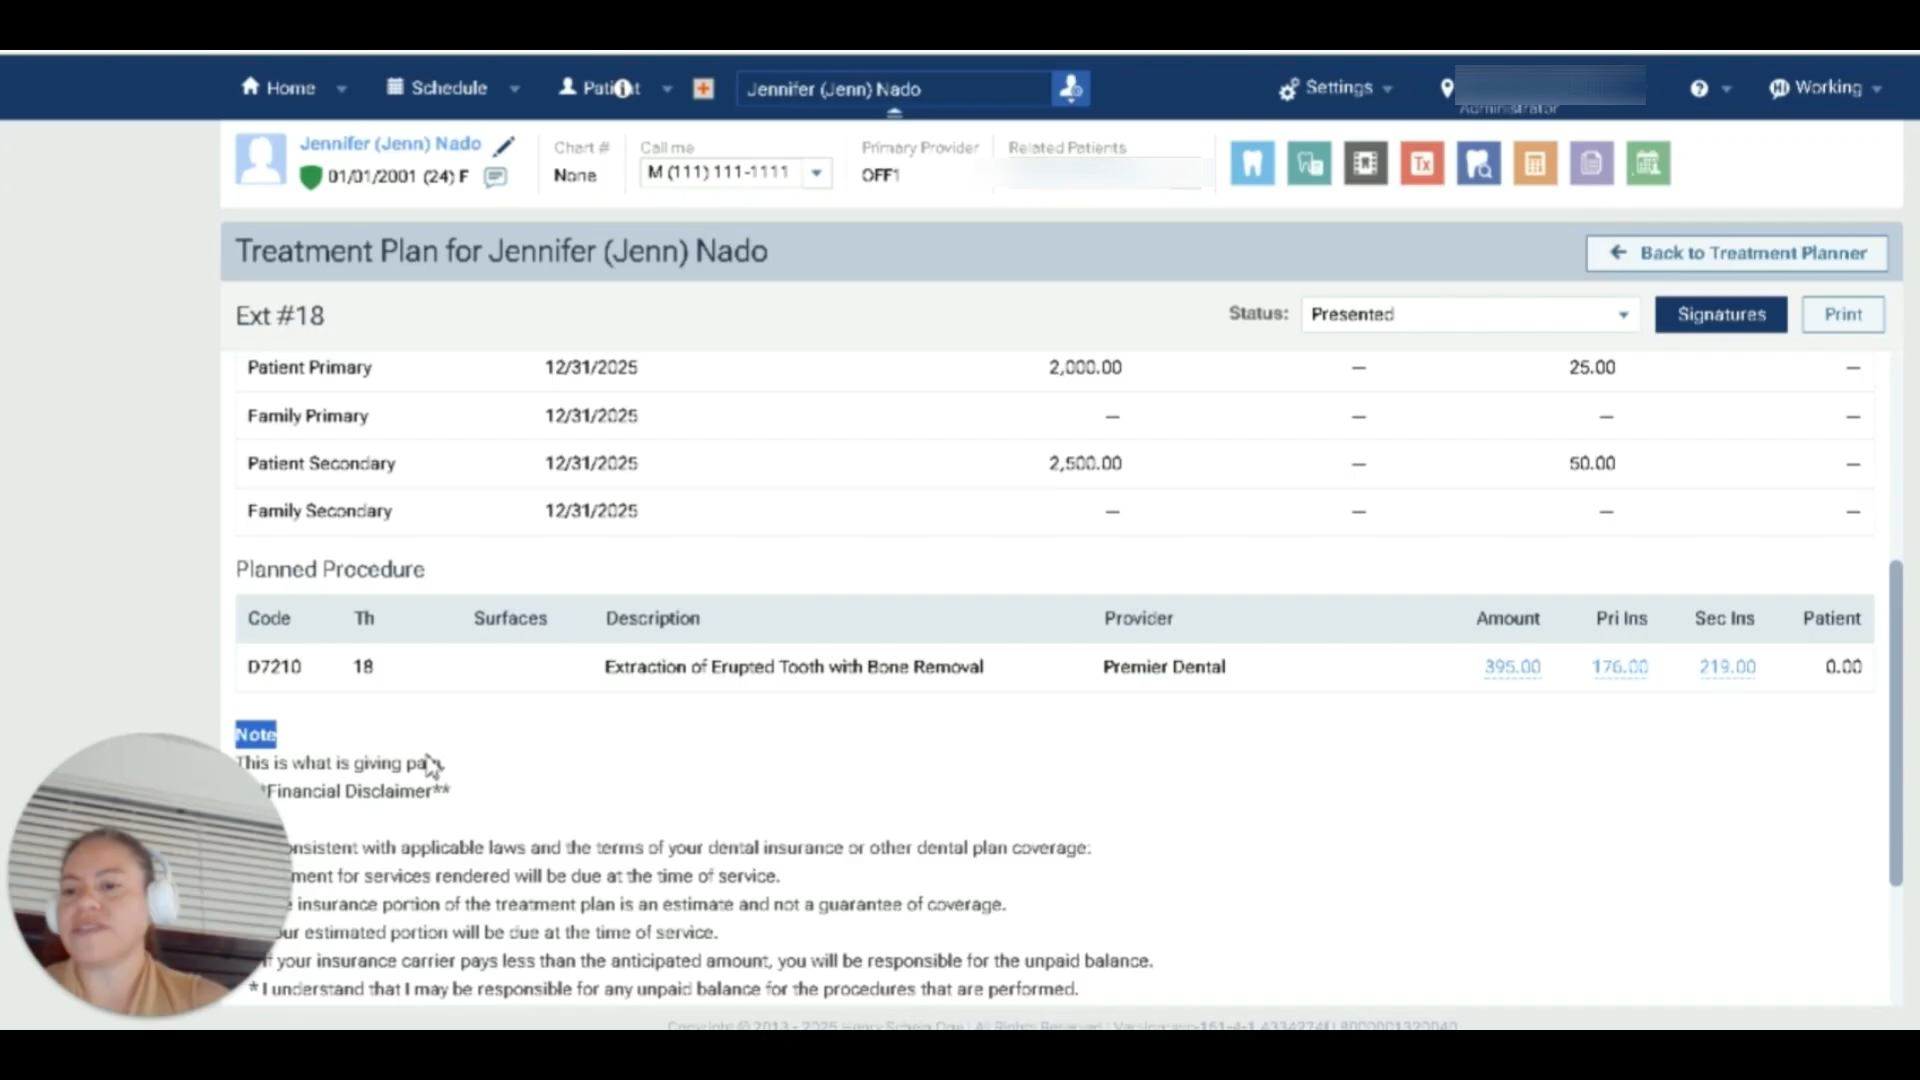 Home Schedule Patient Jennifer (Jenn) Nado Settings Working
Administrator
Jennifer (Jenn) Nado Chart # Call me Primary Provider Related Patients
01/01/2001 (24) F None M (111) 111-1111 OFF1
Tx
Treatment Plan for Jennifer (Jenn) Nado Back to Treatment Planner
Ext #18 Status: Presented Signatures Print
Patient Primary 12/31/2025 2,000.00 — 25.00 —
Family Primary 12/31/2025 — — — —
Patient Secondary 12/31/2025 2,500.00 — 50.00 —
Family Secondary 12/31/2025 — — — —
Planned Procedure
Code Th Surfaces Description Provider Amount Pri Ins Sec Ins Patient
D7210 18 Extraction of Erupted Tooth with Bone Removal Premier Dental 395.00 176.00 219.00 0.00
Note
This is what is giving pain.
Financial Disclaimer**
onsistent with applicable laws and the terms of your dental insurance or other dental plan coverage:
ment for services rendered will be due at the time of service.
insurance portion of the treatment plan is an estimate and not a guarantee of coverage.
ur estimated portion will be due at the time of service.
If your insurance carrier pays less than the anticipated amount, you will be responsible for the unpaid balance.
* I understand that I may be responsible for any unpaid balance for the procedures that are performed.